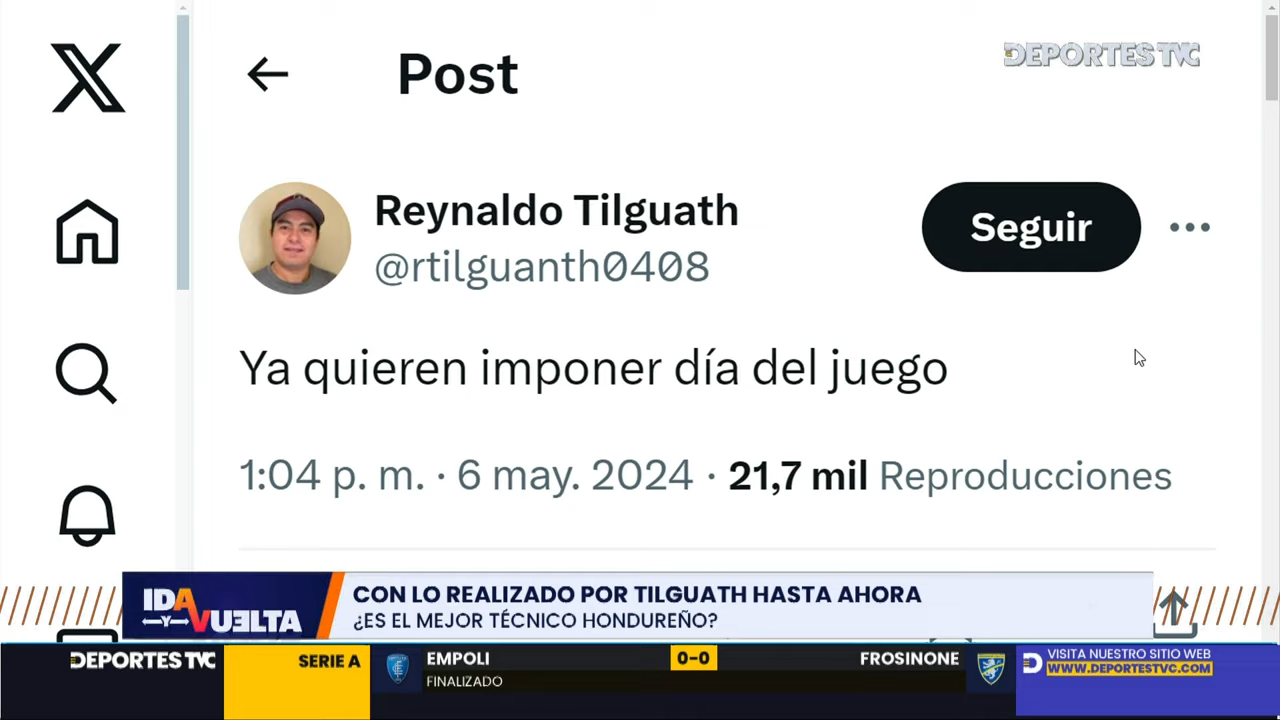 Post
DEPORTES TVC
Reynaldo Tilguath
@rtilguanth0408
Seguir
Ya quieren imponer día del juego
1:04 p. m. · 6 may. 2024 · 21,7 mil Reproducciones
IDA Y VUELTA
CON LO REALIZADO POR TILGUATH HASTA AHORA
¿ES EL MEJOR TÉCNICO HONDUREÑO?
DEPORTES TVC
SERIE A
EMPOLI
0-0
FROSINONE
FINALIZADO
VISITA NUESTRO SITIO WEB
WWW.DEPORTESTVC.COM